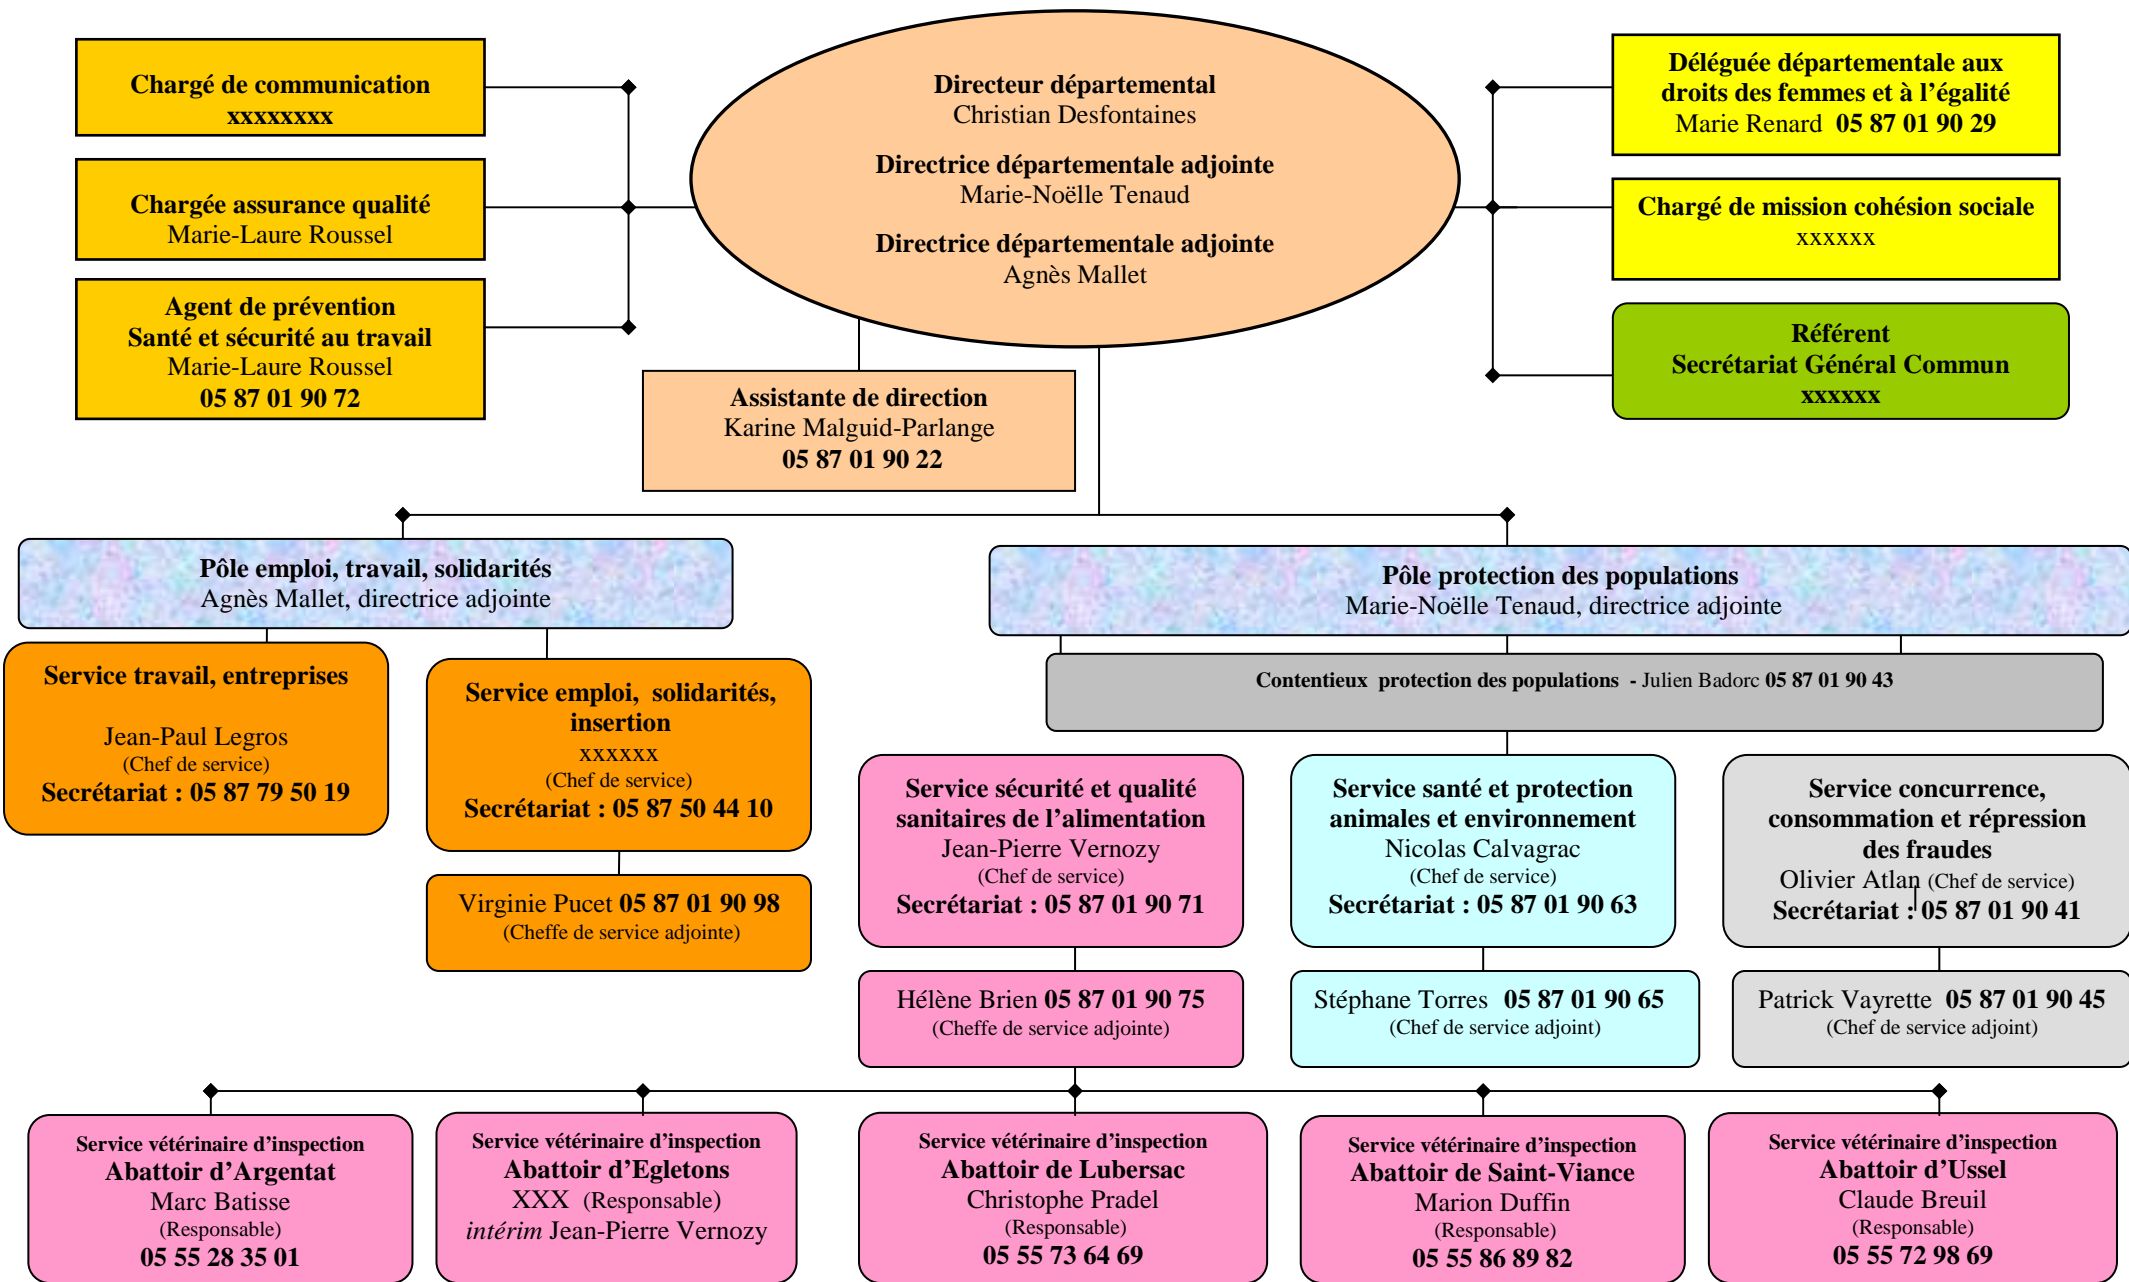 Chargé de communication
xxxxxxxx
Chargée assurance qualité
Marie-Laure Roussel
Agent de prévention
Santé et sécurité au travail
Marie-Laure Roussel
05 87 01 90 72
Directeur départemental
Christian Desfontaines
Directrice départementale adjointe
Marie-Noëlle Tenaud
Directrice départementale adjointe
Agnès Mallet
Déléguée départementale aux
droits des femmes et à l’égalité
Marie Renard 05 87 01 90 29
Chargé de mission cohésion sociale
xxxxxx
Référent
Secrétariat Général Commun
xxxxxx
Assistante de direction
Karine Malguid-Parlange
05 87 01 90 22
Pôle emploi, travail, solidarités
Agnès Mallet, directrice adjointe
Pôle protection des populations
Marie-Noëlle Tenaud, directrice adjointe
Service travail, entreprises
Jean-Paul Legros
(Chef de service)
Secrétariat : 05 87 79 50 19
Service emploi, solidarités,
insertion
xxxxxx
(Chef de service)
Secrétariat : 05 87 50 44 10
Virginie Pucet 05 87 01 90 98
(Cheffe de service adjointe)
Contentieux protection des populations - Julien Badorc 05 87 01 90 43
Service sécurité et qualité
sanitaires de l’alimentation
Jean-Pierre Vernozy
(Chef de service)
Secrétariat : 05 87 01 90 71
Service santé et protection
animales et environnement
Nicolas Calvagrac
(Chef de service)
Secrétariat : 05 87 01 90 63
Service concurrence,
consommation et répression
des fraudes
Olivier Atlan (Chef de service)
Secrétariat : 05 87 01 90 41
Hélène Brien 05 87 01 90 75
(Cheffe de service adjointe)
Stéphane Torres 05 87 01 90 65
(Chef de service adjoint)
Patrick Vayrette 05 87 01 90 45
(Chef de service adjoint)
Service vétérinaire d’inspection
Abattoir d’Argentat
Marc Batisse
(Responsable)
05 55 28 35 01
Service vétérinaire d’inspection
Abattoir d’Egletons
XXX (Responsable)
intérim Jean-Pierre Vernozy
Service vétérinaire d’inspection
Abattoir de Lubersac
Christophe Pradel
(Responsable)
05 55 73 64 69
Service vétérinaire d’inspection
Abattoir de Saint-Viance
Marion Duffin
(Responsable)
05 55 86 89 82
Service vétérinaire d’inspection
Abattoir d’Ussel
Claude Breuil
(Responsable)
05 55 72 98 69